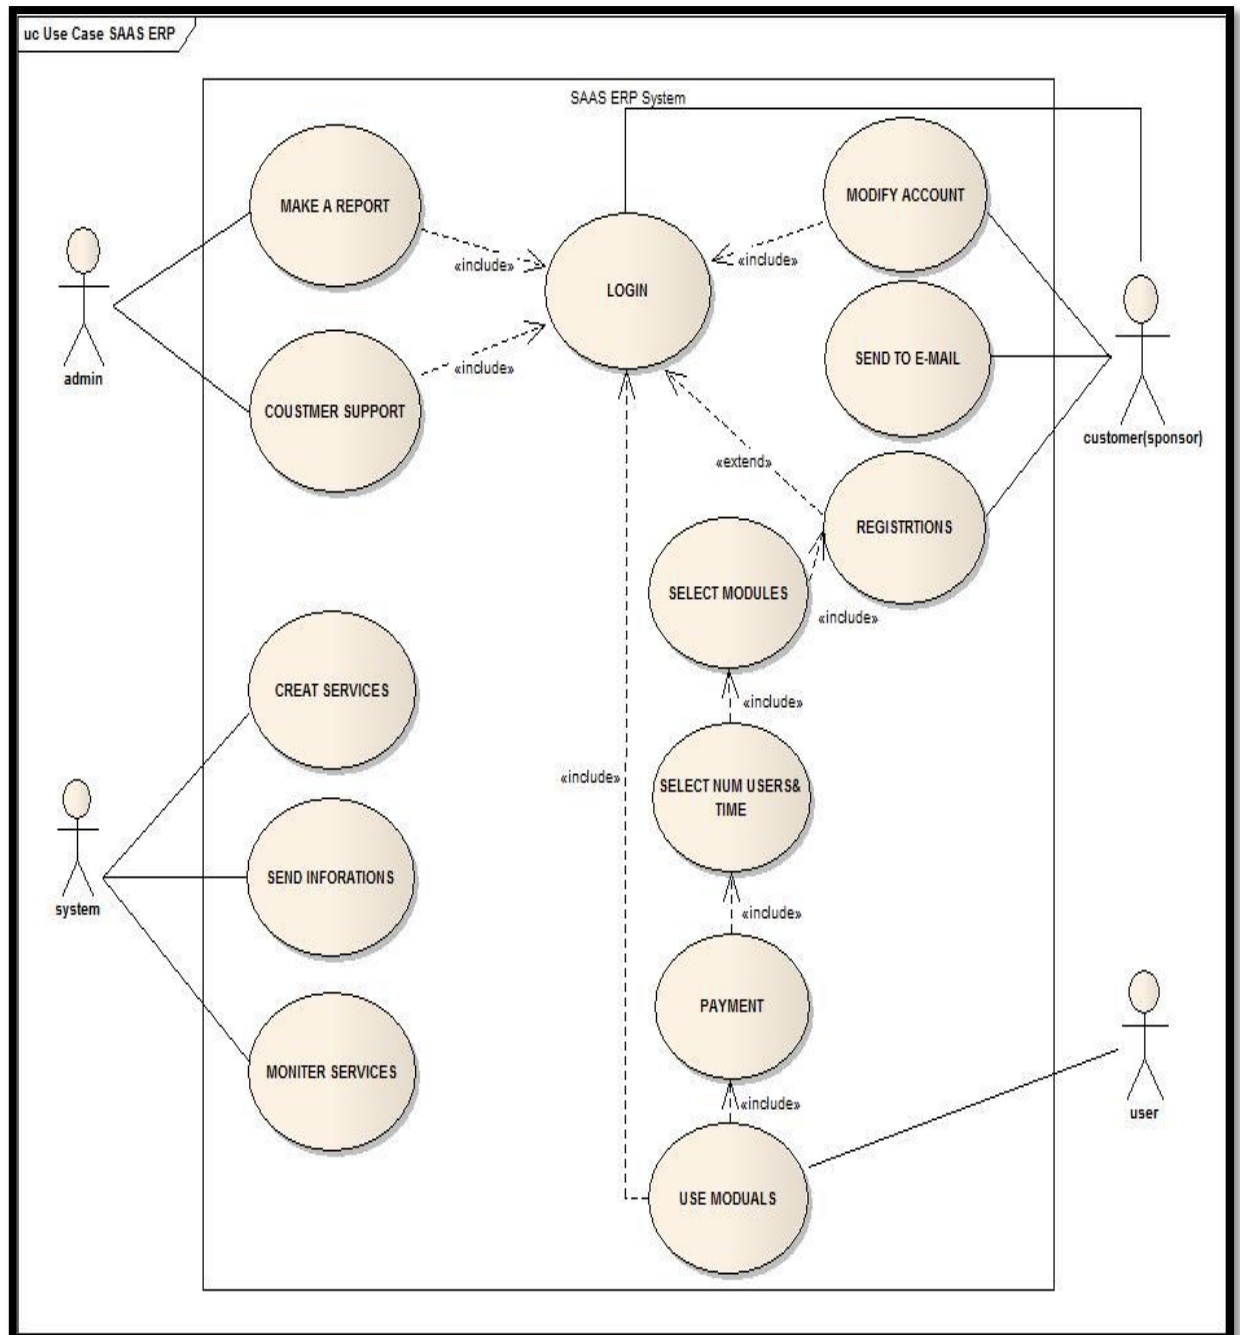 uc Use Case SAAS ERP
SAAS ERP System
MAKE A REPORT
MODIFY ACCOUNT
«include»
«include»
LOGIN
admin
SEND TO E-MAIL
«include»
COUSTMER SUPPORT
customer(sponsor)
«extend»
REGISTRTIONS
SELECT MODULES
«include»
CREAT SERVICES
«include»
«include»
SELECT NUM USERS&
TIME
SEND INFORATIONS
system
«include»
PAYMENT
MONITER SERVICES
«include»
user
USE MODUALS